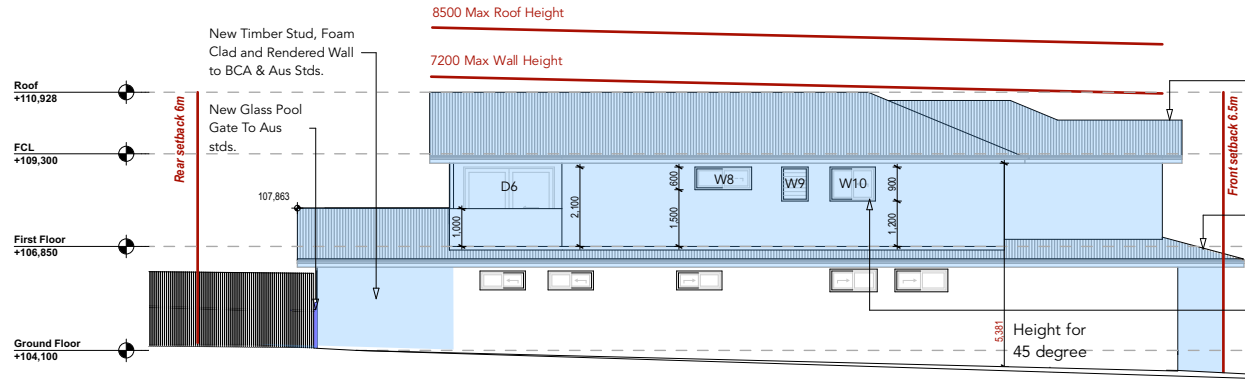 8500 Max Roof Height
New Timber Stud, Foam
Clad and Rendered Wall
to BCA & Aus Stds.
7200 Max Wall Height
Roof
+110,928
New Glass Pool
Gate To Aus
stds.
Rear setback 6m
Front setback 6.5m
FCL
+109,300
D6
W8
W9
W10
600
900
2,100
1,500
1,200
1,000
107,863
First Floor
+106,850
5,381
Height for
45 degree
Ground Floor
+104,100